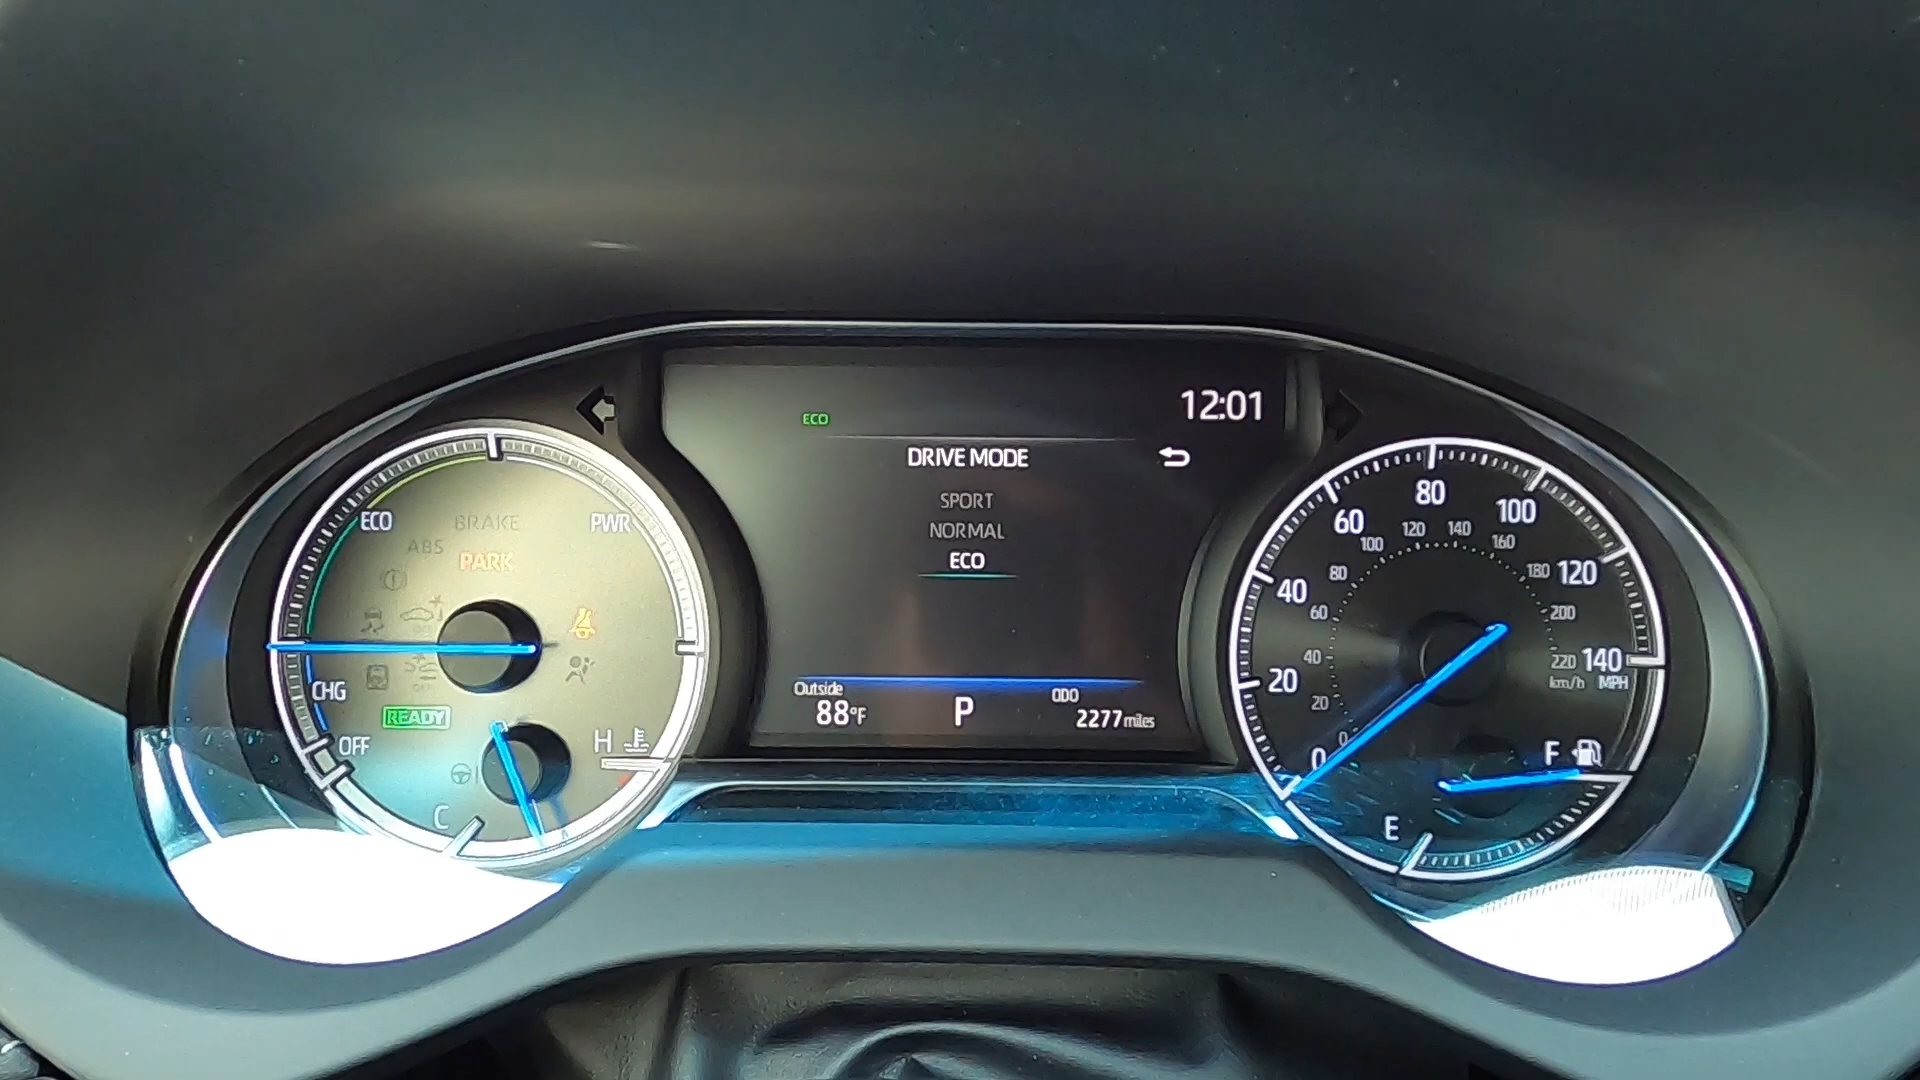 ECO
12:01
DRIVE MODE
SPORT
NORMAL
ECO
Outside
88°F
P
ODO
2277 miles
ECO
BRAKE
PWR
ABS
PARK
CHG
READY
OFF
H
C
0
20
40
60
80
100
120
140
MPH
0
20
40
60
80
100
120
140
160
180
200
220
km/h
F
E